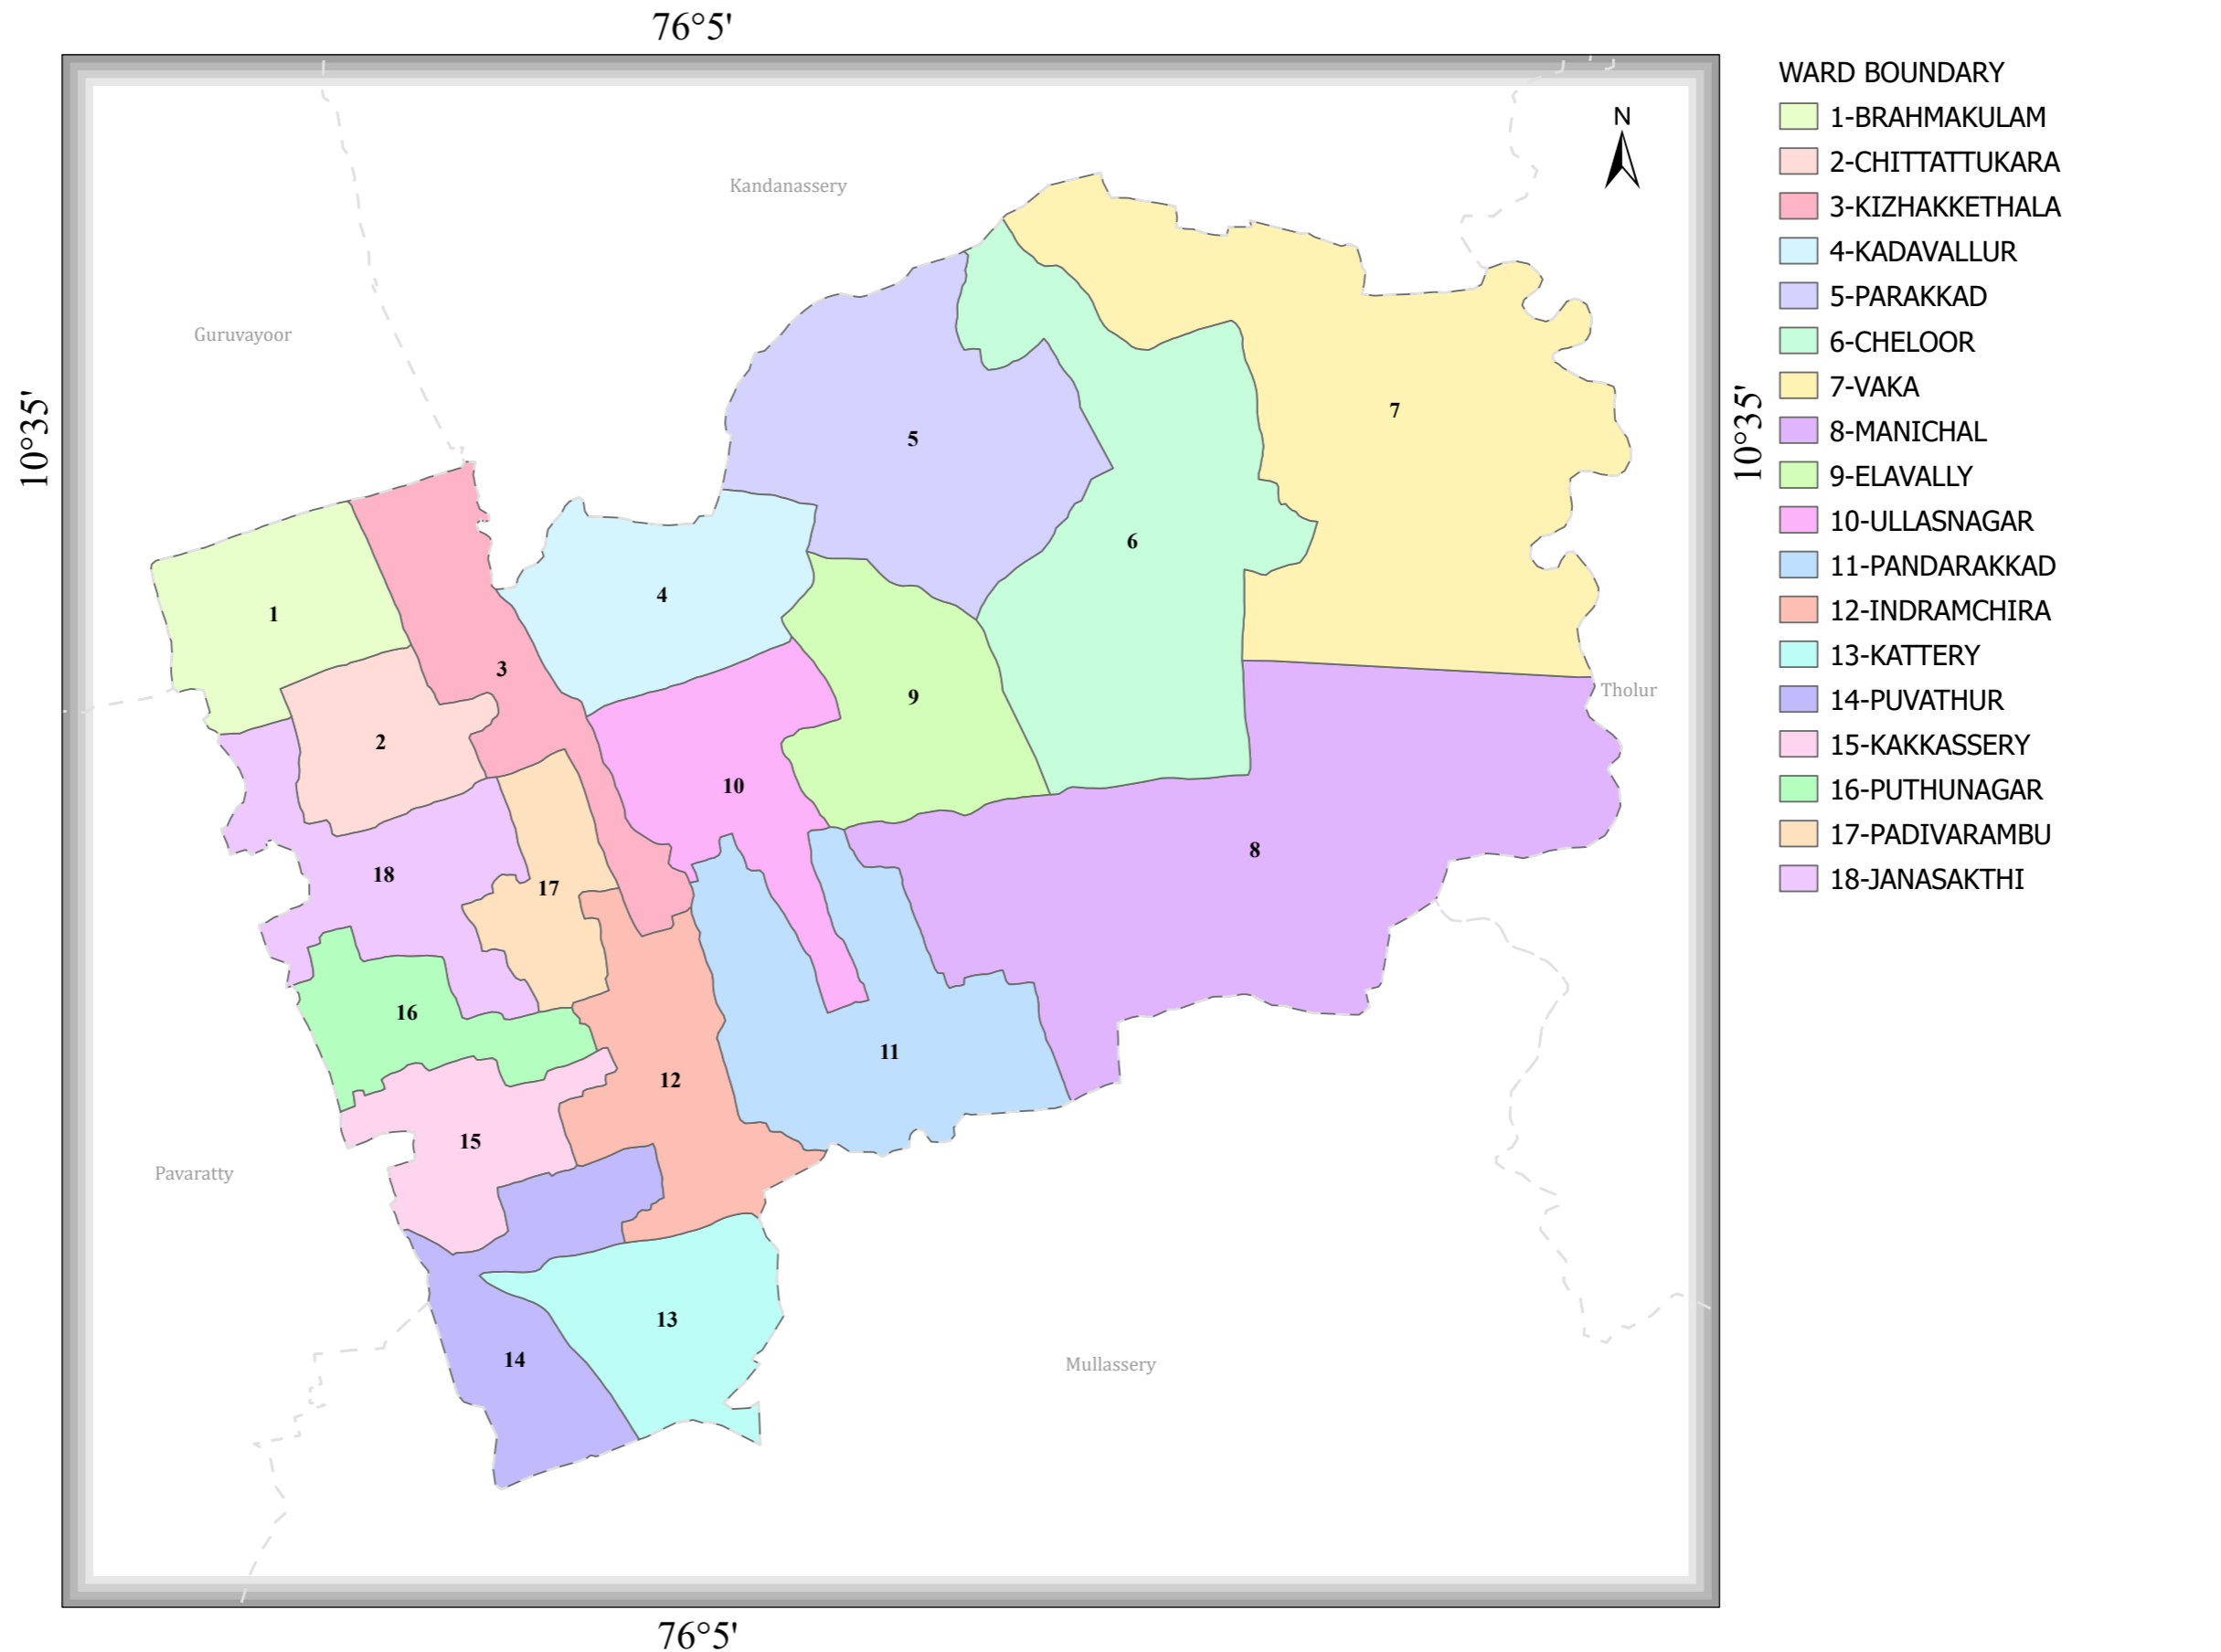 76°5'
WARD BOUNDARY
1-BRAHMAKULAM
2-CHITTATTUKARA
3-KIZHAKKETHALA
4-KADAVALLUR
5-PARAKKAD
6-CHELOOR
7-VAKA
8-MANICHAL
9-ELAVALLY
10-ULLASNAGAR
11-PANDARAKKAD
12-INDRAMCHIRA
13-KATTERY
14-PUVATHUR
15-KAKKASSERY
16-PUTHUNAGAR
17-PADIVARAMBU
18-JANASAKTHI
N
Kandanassery
Guruvayoor
10°35'
10°35'
7
5
6
4
1
3
Tholur
9
2
10
8
18
17
16
11
12
15
Pavaratty
13
14
Mullassery
76°5'